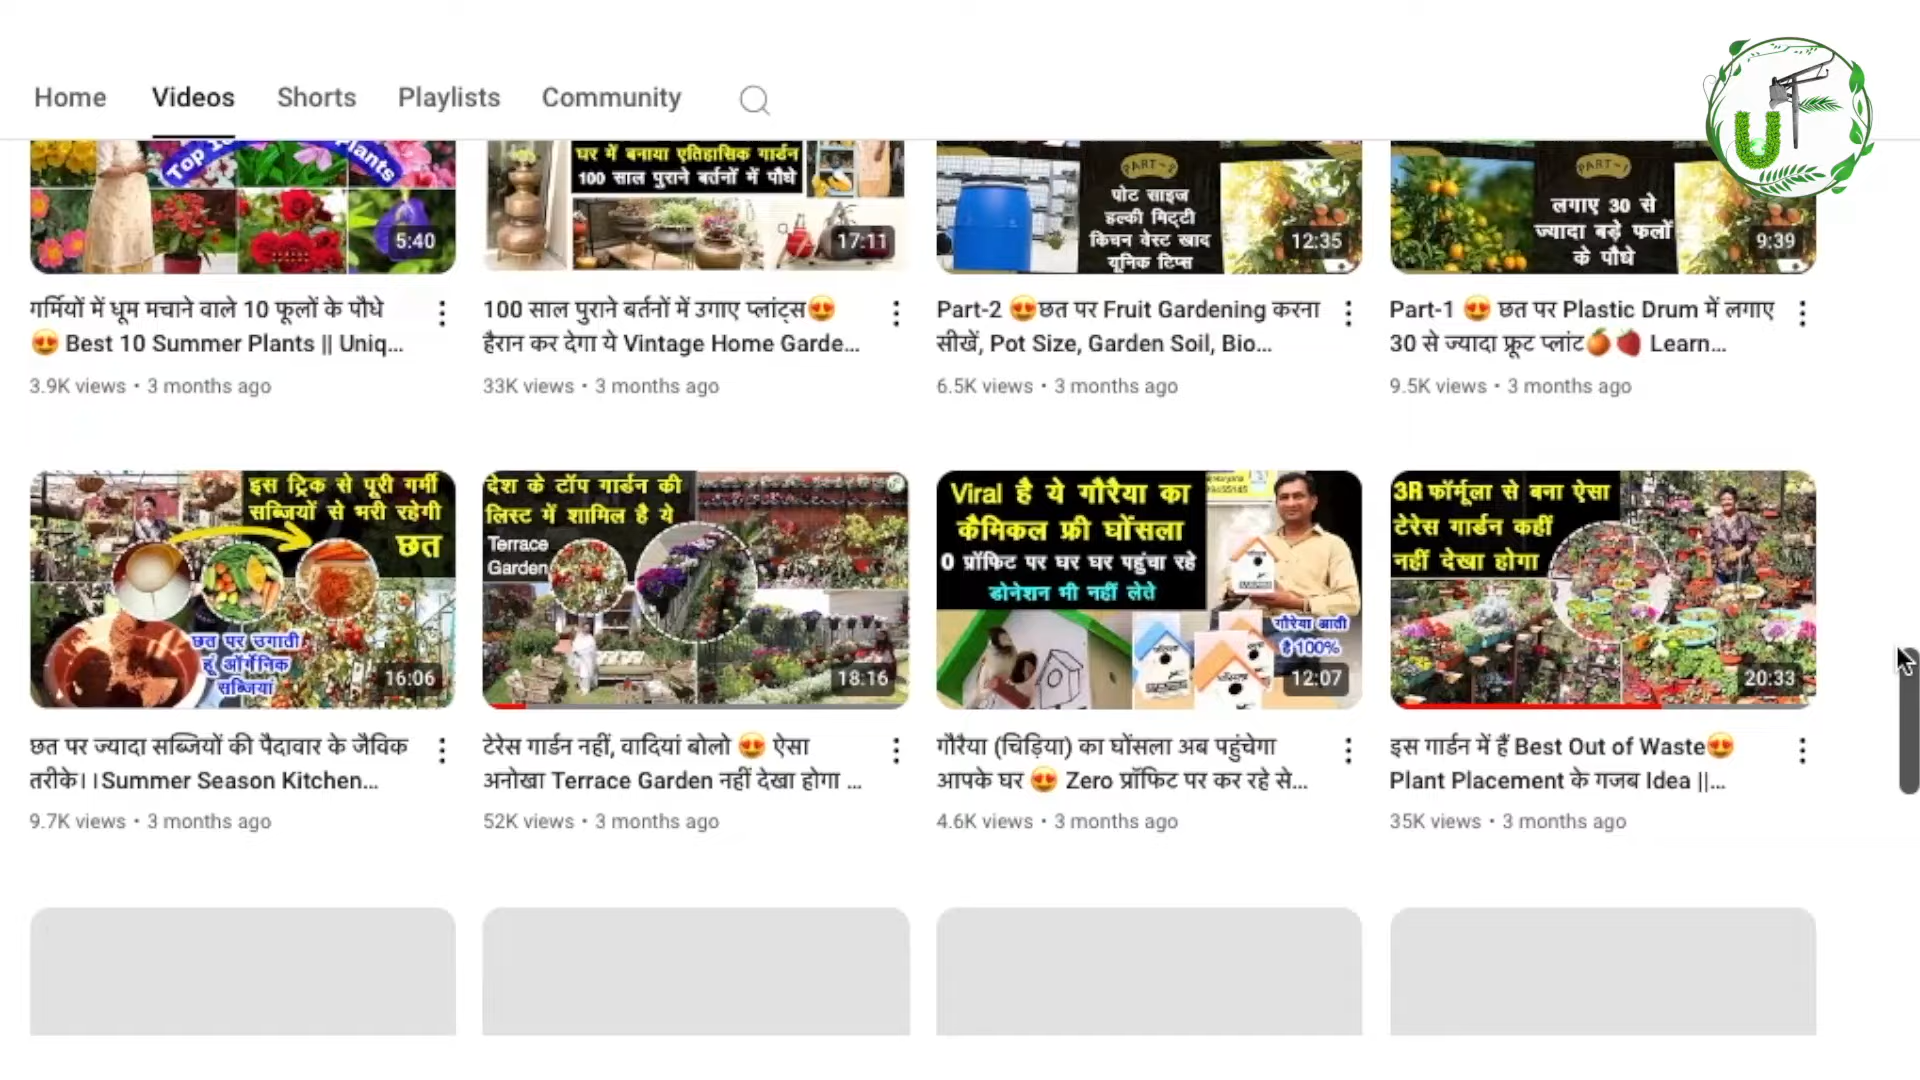 Home
Videos
Shorts
Playlists
Community
UF
Top 10
Plants
5:40
घर में बनाया एतिहासिक गार्डन
100 साल पुराने बर्तनों में पौधे
17:11
PART-2
पोट साइज
हल्की मिट्टी
किचन वेस्ट खाद
यूनिक टिप्स
12:35
PART-1
लगाए 30 से
ज्यादा बड़े फलों
के पौधे
9:39
गर्मियों में धूम मचाने वाले 10 फूलों के पौधे
😍 Best 10 Summer Plants || Uniq...
3.9K views • 3 months ago
100 साल पुराने बर्तनों में उगाए प्लांट्स😍
हैरान कर देगा ये Vintage Home Garde...
33K views • 3 months ago
Part-2 😍छत पर Fruit Gardening करना
सीखें, Pot Size, Garden Soil, Bio...
6.5K views • 3 months ago
Part-1 😍 छत पर Plastic Drum में लगाए
30 से ज्यादा फ्रूट प्लांट🍊🍓 Learn...
9.5K views • 3 months ago
इस ट्रिक से पूरी गर्मी
सब्जियों से भरी रहेगी
छत
छत पर उगाती
हूं ऑर्गेनिक
सब्जिया
16:06
देश के टॉप गार्डन की
लिस्ट में शामिल है ये
Terrace
Garden
18:16
Viral है ये गौरैया का
कैमिकल फ्री घोंसला
0 प्रॉफिट पर घर घर पहुंचा रहे
डोनेशन भी नहीं लेते
गौरेया आती
है 100%
12:07
3R फॉर्मूला से बना ऐसा
टेरेस गार्डन कहीं
नहीं देखा होगा
20:33
छत पर ज्यादा सब्जियों की पैदावार के जैविक
तरीके।।Summer Season Kitchen...
9.7K views • 3 months ago
टेरेस गार्डन नहीं, वादियां बोलो 😍 ऐसा
अनोखा Terrace Garden नहीं देखा होगा ...
52K views • 3 months ago
गौरैया (चिड़िया) का घोंसला अब पहुंचेगा
आपके घर 😍 Zero प्रॉफिट पर कर रहे से...
4.6K views • 3 months ago
इस गार्डन में हैं Best Out of Waste😍
Plant Placement के गजब Idea ||...
35K views • 3 months ago